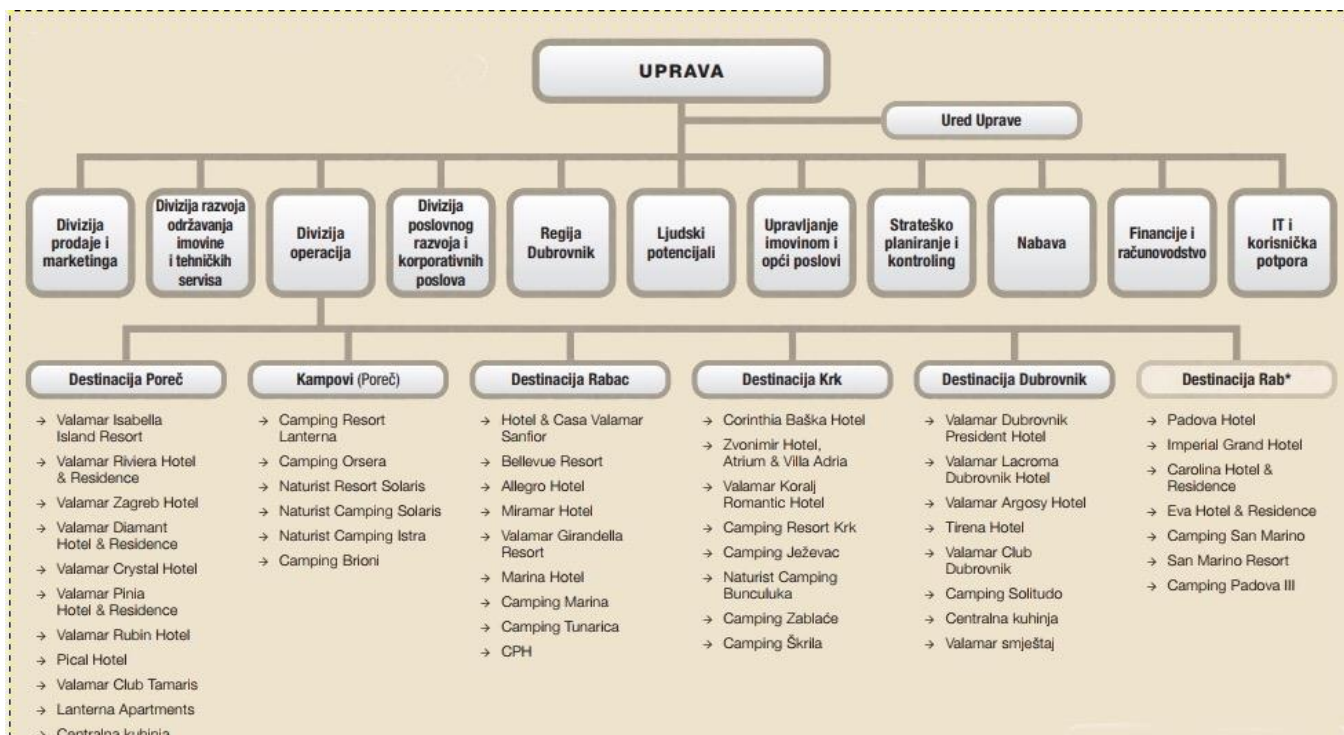 UPRAVA
Ured Uprave
Divizija
prodaje i
marketinga
Divizija razvoja
održavanja
imovine
i tehničkih
servisa
Divizija
operacija
Divizija
poslovnog
razvoja i
korporativnih
poslova
Regija
Dubrovnik
Ljudski
potencijali
Upravljanje
imovinom i
opći poslovi
Strateško
planiranje i
kontroling
Nabava
Financije i
računovodstvo
IT i
korisnička
potpora
Destinacija Poreč
→ Valamar Isabella
Island Resort
→ Valamar Riviera Hotel
& Residence
→ Valamar Zagreb Hotel
→ Valamar Diamant
Hotel & Residence
→ Valamar Crystal Hotel
→ Valamar Pinia
Hotel & Residence
→ Valamar Rubin Hotel
→ Pical Hotel
→ Valamar Club Tamaris
→ Lanterna Apartments
→ Centralna kuhinja
Kampovi (Poreč)
→ Camping Resort
Lanterna
→ Camping Orsera
→ Naturist Resort Solaris
→ Naturist Camping Solaris
→ Naturist Camping Istra
→ Camping Brioni
Destinacija Rabac
→ Hotel & Casa Valamar
Sanfior
→ Bellevue Resort
→ Allegro Hotel
→ Miramar Hotel
→ Valamar Girandella
Resort
→ Marina Hotel
→ Camping Marina
→ Camping Tunarica
→ CPH
Destinacija Krk
→ Corinthia Baška Hotel
→ Zvonimir Hotel,
Atrium & Villa Adria
→ Valamar Koralj
Romantic Hotel
→ Camping Resort Krk
→ Camping Ježevac
→ Naturist Camping
Bunculuka
→ Camping Zablaće
→ Camping Škrila
Destinacija Dubrovnik
→ Valamar Dubrovnik
President Hotel
→ Valamar Lacroma
Dubrovnik Hotel
→ Valamar Argosy Hotel
→ Tirena Hotel
→ Valamar Club
Dubrovnik
→ Camping Solitudo
→ Centralna kuhinja
→ Valamar smještaj
Destinacija Rab*
→ Padova Hotel
→ Imperial Grand Hotel
→ Carolina Hotel &
Residence
→ Eva Hotel & Residence
→ Camping San Marino
→ San Marino Resort
→ Camping Padova III